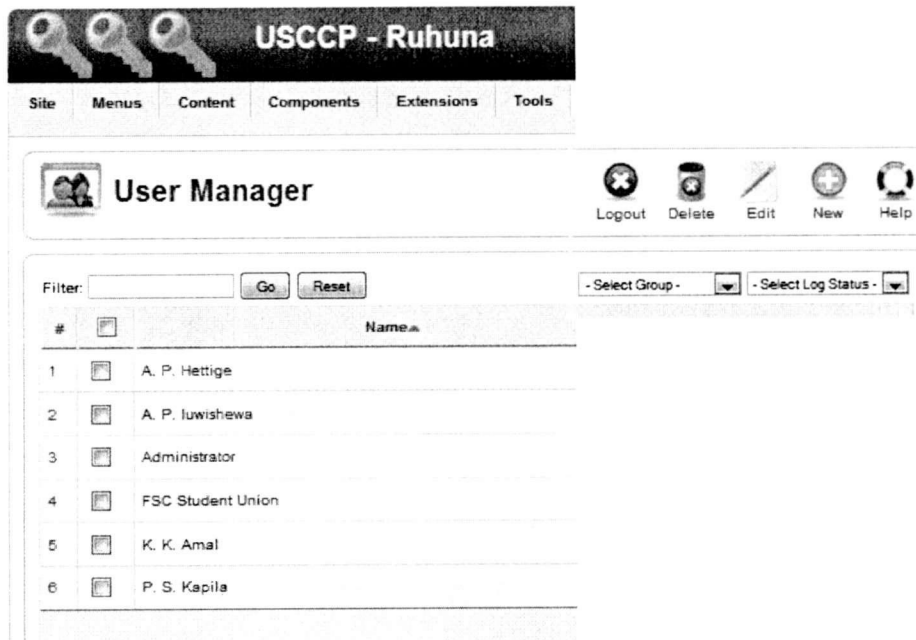 USCCP - Ruhuna
Site Menus Content Components Extensions Tools
User Manager
Logout Delete Edit New Help
Filter: Go Reset - Select Group - - Select Log Status -
# Name
1 A. P. Hettige
2 A. P. Iuwishewa
3 Administrator
4 FSC Student Union
5 K. K. Amal
6 P. S. Kapila